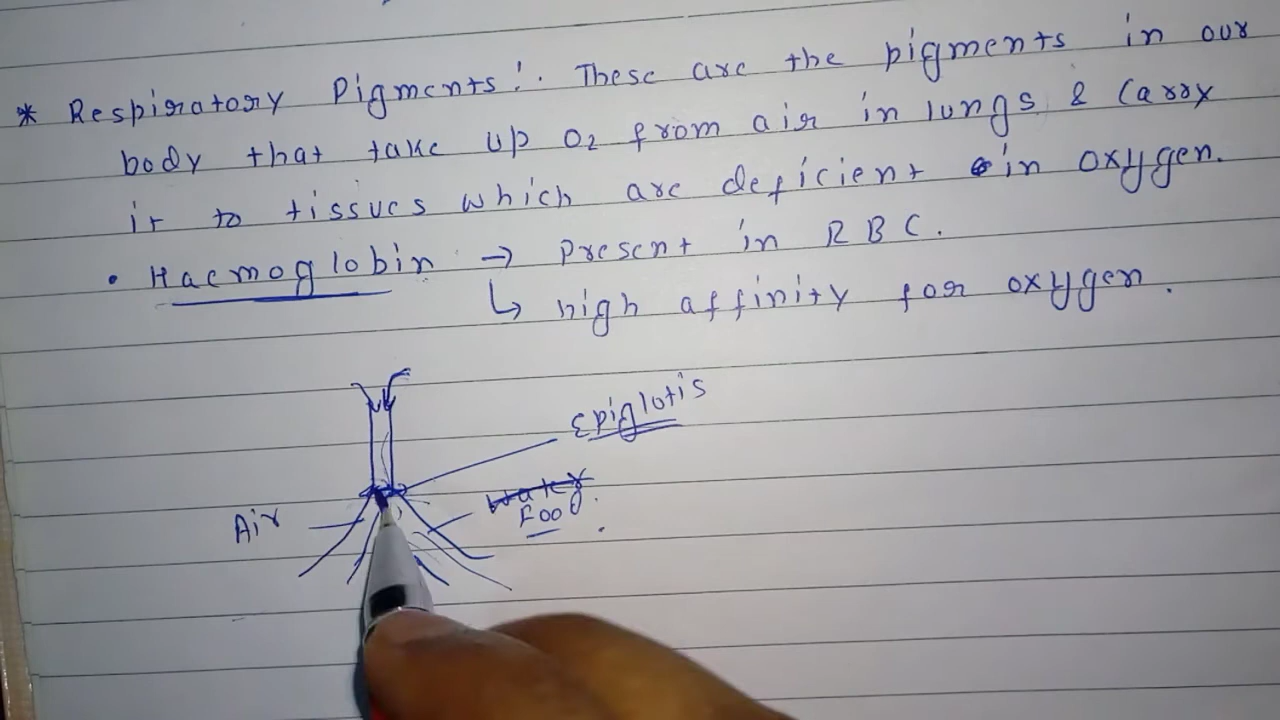 * Respiratory Pigments :. These are the pigments in our
body that take up O2 from air in lungs & Carry
it to tissues which are deficient in oxygen.
• Haemoglobin → Present in RBC.
↳ high affinity for oxygen.
Epiglotis
Water
Air
Food